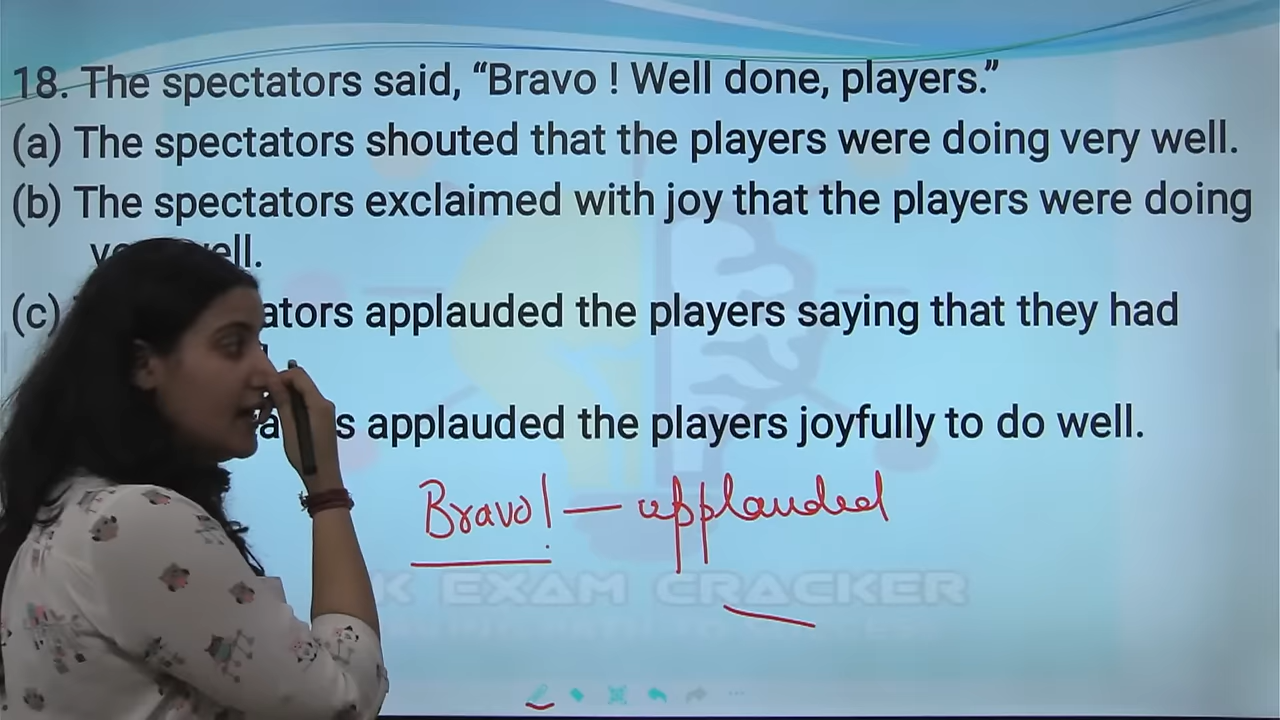 18. The spectators said, “Bravo ! Well done, players.”
(a) The spectators shouted that the players were doing very well.
(b) The spectators exclaimed with joy that the players were doing
(c) applauded the players saying that they had
applauded the players joyfully to do well.
Bravo! — applauded
K EXAM CRACKER